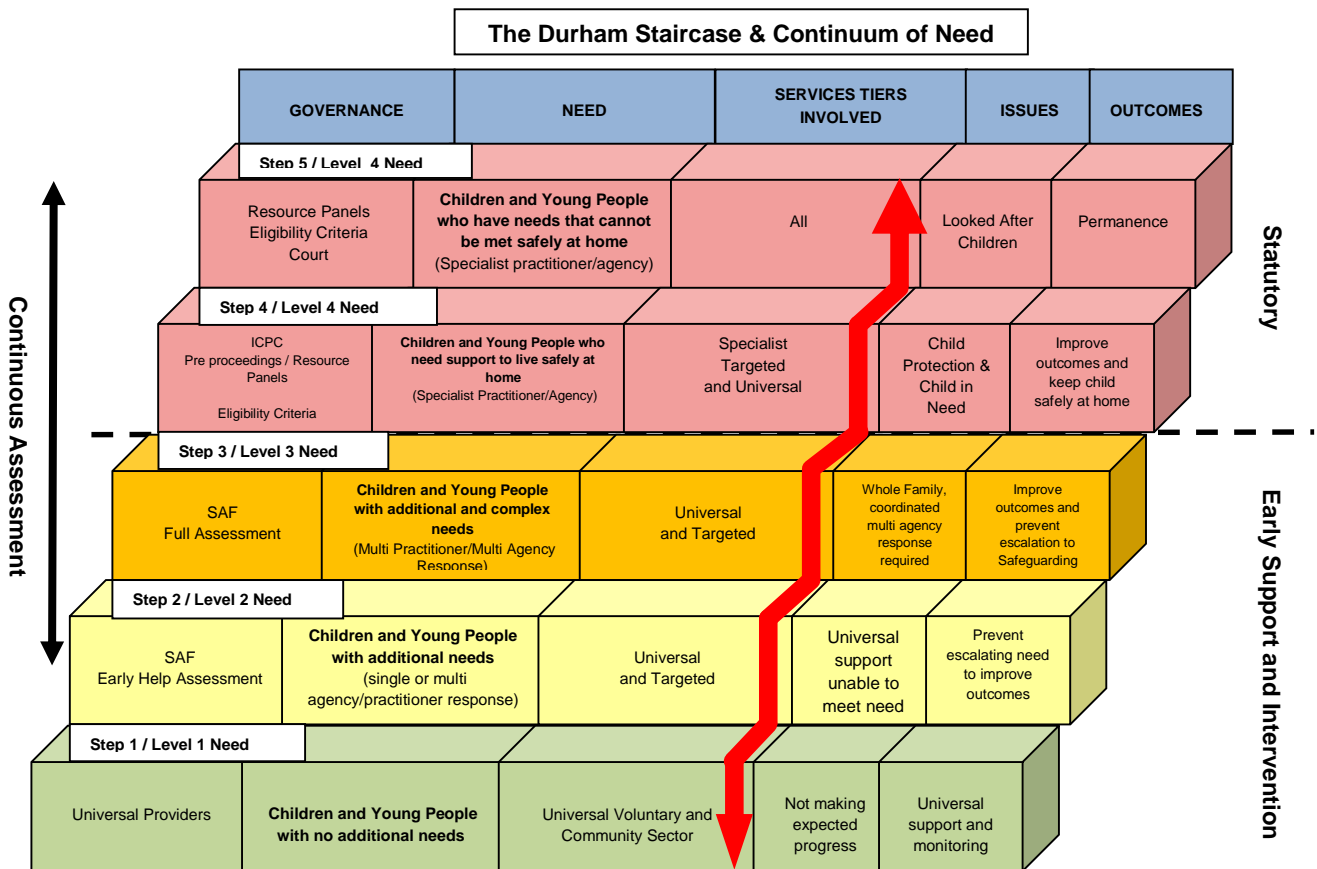 The Durham Staircase & Continuum of Need
GOVERNANCE
NEED
SERVICES TIERS
INVOLVED
ISSUES
OUTCOMES
Step 5 / Level 4 Need
Resource Panels
Eligibility Criteria
Court
Children and Young People
who have needs that cannot
be met safely at home
(Specialist practitioner/agency)
All
Looked After
Children
Permanence
Step 4 / Level 4 Need
ICPC
Pre proceedings / Resource
Panels
Eligibility Criteria
Children and Young People who
need support to live safely at
home
(Specialist Practitioner/Agency)
Specialist
Targeted
and Universal
Child
Protection &
Child in
Need
Improve
outcomes and
keep child
safely at home
Step 3 / Level 3 Need
SAF
Full Assessment
Children and Young People
with additional and complex
needs
(Multi Practitioner/Multi Agency
Response)
Universal
and Targeted
Whole Family,
coordinated
multi agency
response
required
Improve
outcomes and
prevent
escalation to
Safeguarding
Step 2 / Level 2 Need
SAF
Early Help Assessment
Children and Young People
with additional needs
(single or multi
agency/practitioner response)
Universal
and Targeted
Universal
support
unable to
meet need
Prevent
escalating need
to improve
outcomes
Step 1 / Level 1 Need
Universal Providers
Children and Young People
with no additional needs
Universal Voluntary and
Community Sector
Not making
expected
progress
Universal
support and
monitoring
Continuous Assessment
Statutory
Early Support and Intervention